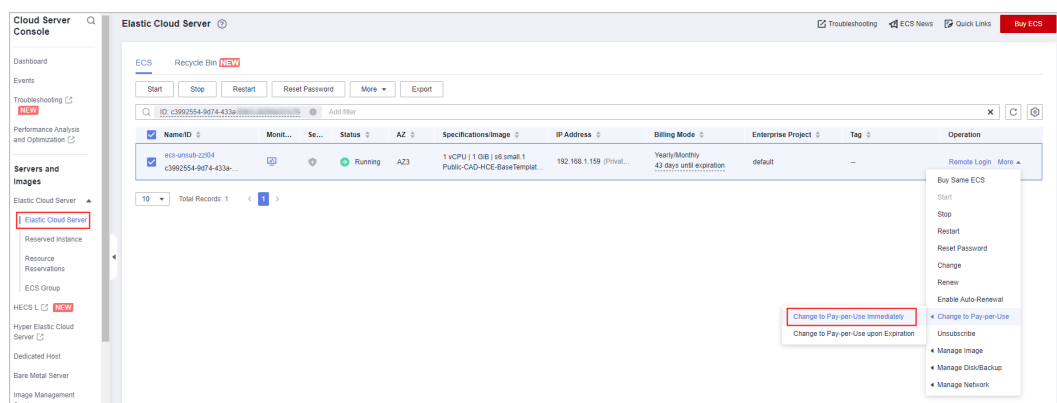 Cloud Server
Console
Dashboard
Events
Troubleshooting
NEW
Performance Analysis
and Optimization
Servers and
Images
Elastic Cloud Server
Elastic Cloud Server
Reserved Instance
Resource
Reservations
ECS Group
HECS L NEW
Hyper Elastic Cloud
Server
Dedicated Host
Bare Metal Server
Image Management
Elastic Cloud Server
Troubleshooting ECS News Quick Links Buy ECS
ECS Recycle Bin NEW
Start Stop Restart Reset Password More Export
ID: c3992554-9d74-433a- Add filter
Name/ID Monit... Se... Status AZ Specifications/Image IP Address Billing Mode Enterprise Project Tag Operation
ecs-unsub-zzl04
c3992554-9d74-433a-...
Running AZ3
1 vCPU | 1 GiB | s6.small.1
Public-CAD-HCE-BaseTemplat...
192.168.1.159 (Privat...
Yearly/Monthly
43 days until expiration
default -- Remote Login More
10 Total Records: 1 < 1 >
Buy Same ECS
Start
Stop
Restart
Reset Password
Change
Renew
Enable Auto-Renewal
Change to Pay-per-Use Immediately Change to Pay-per-Use
Change to Pay-per-Use upon Expiration Unsubscribe
Manage Image
Manage Disk/Backup
Manage Network